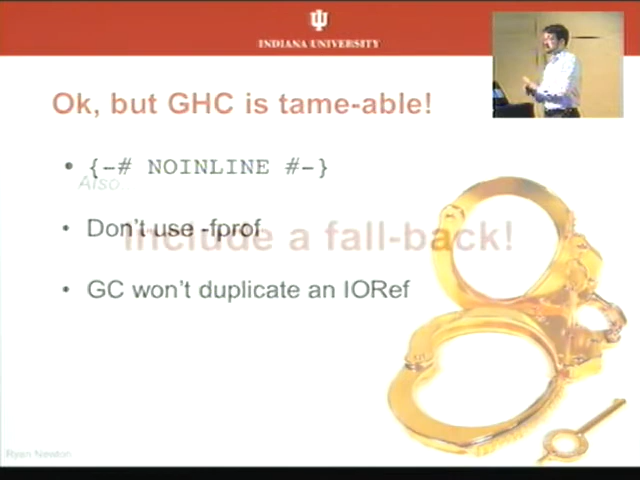 INDIANA UNIVERSITY
Ok, but GHC is tame-able!
• {-# NOINLINE #-}
Also
• Don't use -fprof
Include a fall-back!
• GC won't duplicate an IORef
Ryan Newton